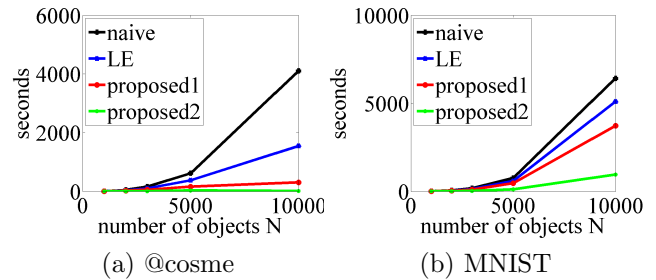 6000
4000
2000
0
seconds
naive
LE
proposed1
proposed2
0 5000 10000
number of objects N
(a) @cosme
10000
5000
0
seconds
naive
LE
proposed1
proposed2
0 5000 10000
number of objects N
(b) MNIST